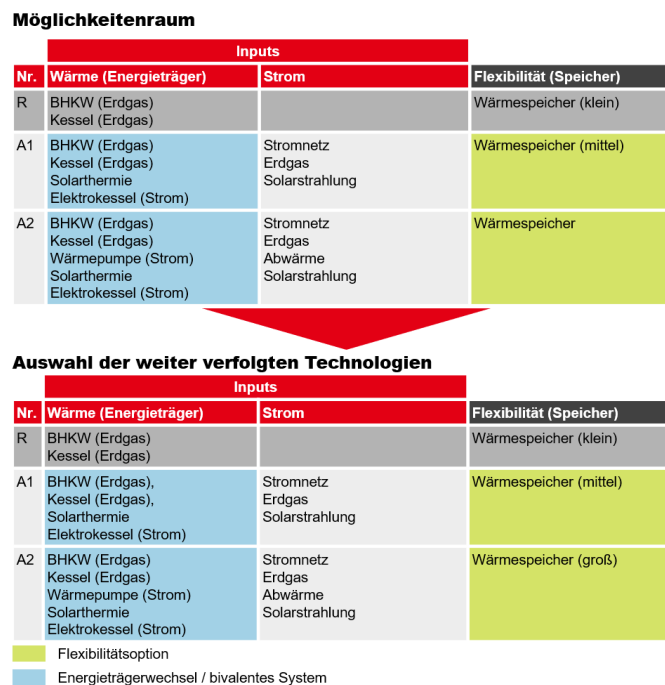 Möglichkeitenraum
Inputs
Nr. Wärme (Energieträger) Strom Flexibilität (Speicher)
R BHKW (Erdgas) Wärmespeicher (klein)
Kessel (Erdgas)
A1 BHKW (Erdgas) Stromnetz Wärmespeicher (mittel)
Kessel (Erdgas) Erdgas
Solarthermie Solarstrahlung
Elektrokessel (Strom)
A2 BHKW (Erdgas) Stromnetz Wärmespeicher
Kessel (Erdgas) Erdgas
Wärmepumpe (Strom) Abwärme
Solarthermie Solarstrahlung
Elektrokessel (Strom)
Auswahl der weiter verfolgten Technologien
Inputs
Nr. Wärme (Energieträger) Strom Flexibilität (Speicher)
R BHKW (Erdgas) Wärmespeicher (klein)
Kessel (Erdgas)
A1 BHKW (Erdgas), Stromnetz Wärmespeicher (mittel)
Kessel (Erdgas), Erdgas
Solarthermie Solarstrahlung
Elektrokessel (Strom)
A2 BHKW (Erdgas) Stromnetz Wärmespeicher (groß)
Kessel (Erdgas) Erdgas
Wärmepumpe (Strom) Abwärme
Solarthermie Solarstrahlung
Elektrokessel (Strom)
Flexibilitätsoption
Energieträgerwechsel / bivalentes System